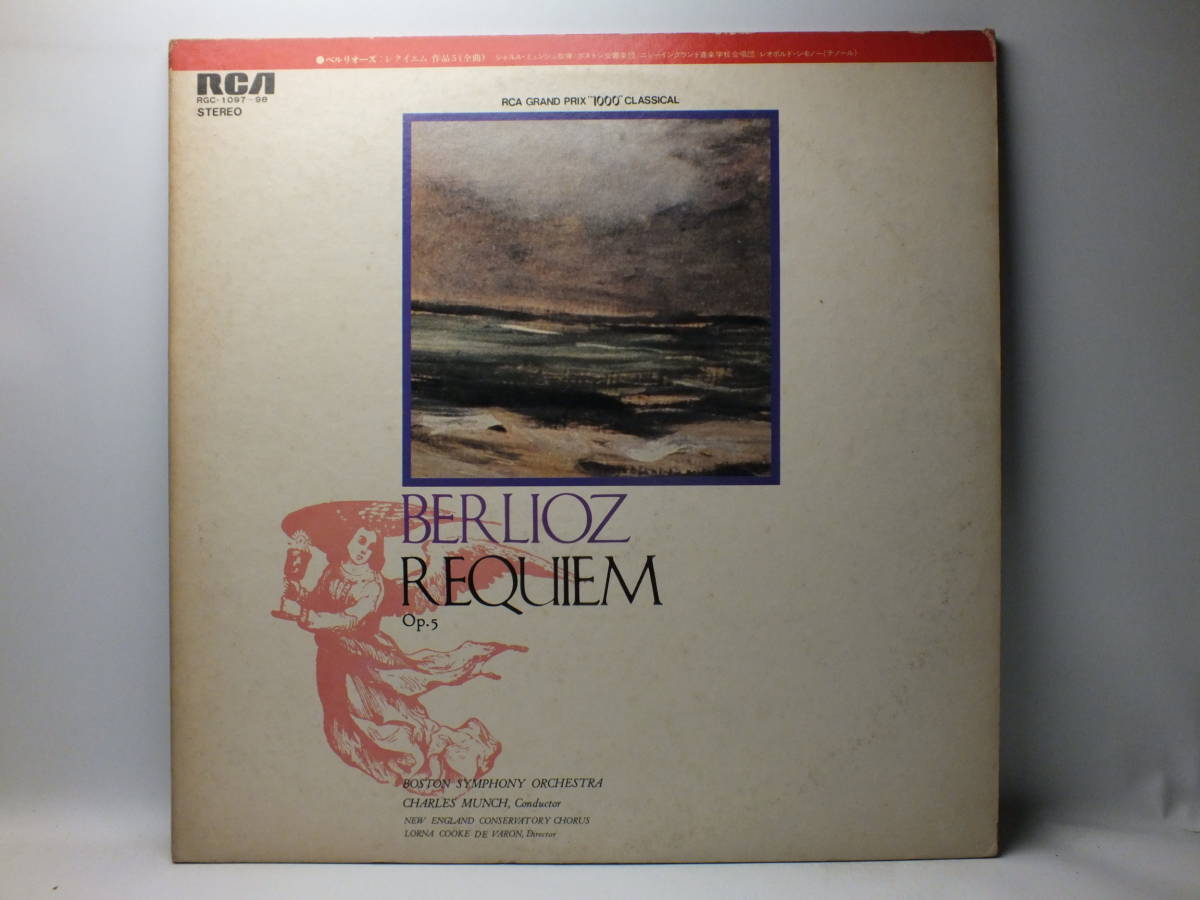 ●ベルリオーズ:レクイエム 作品5(全曲) シャルル・ミュンシュ指揮/ボストン交響楽団/ニューイングランド音楽学校合唱団 レオポルド・シモノー(テノール)
RCA
RGC-1097-98
STEREO
RCA GRAND PRIX "1000" CLASSICAL
BERLIOZ
REQUIEM
Op.5
BOSTON SYMPHONY ORCHESTRA
CHARLES MUNCH, Conductor
NEW ENGLAND CONSERVATORY CHORUS
LORNA COOKE DE VARON, Director